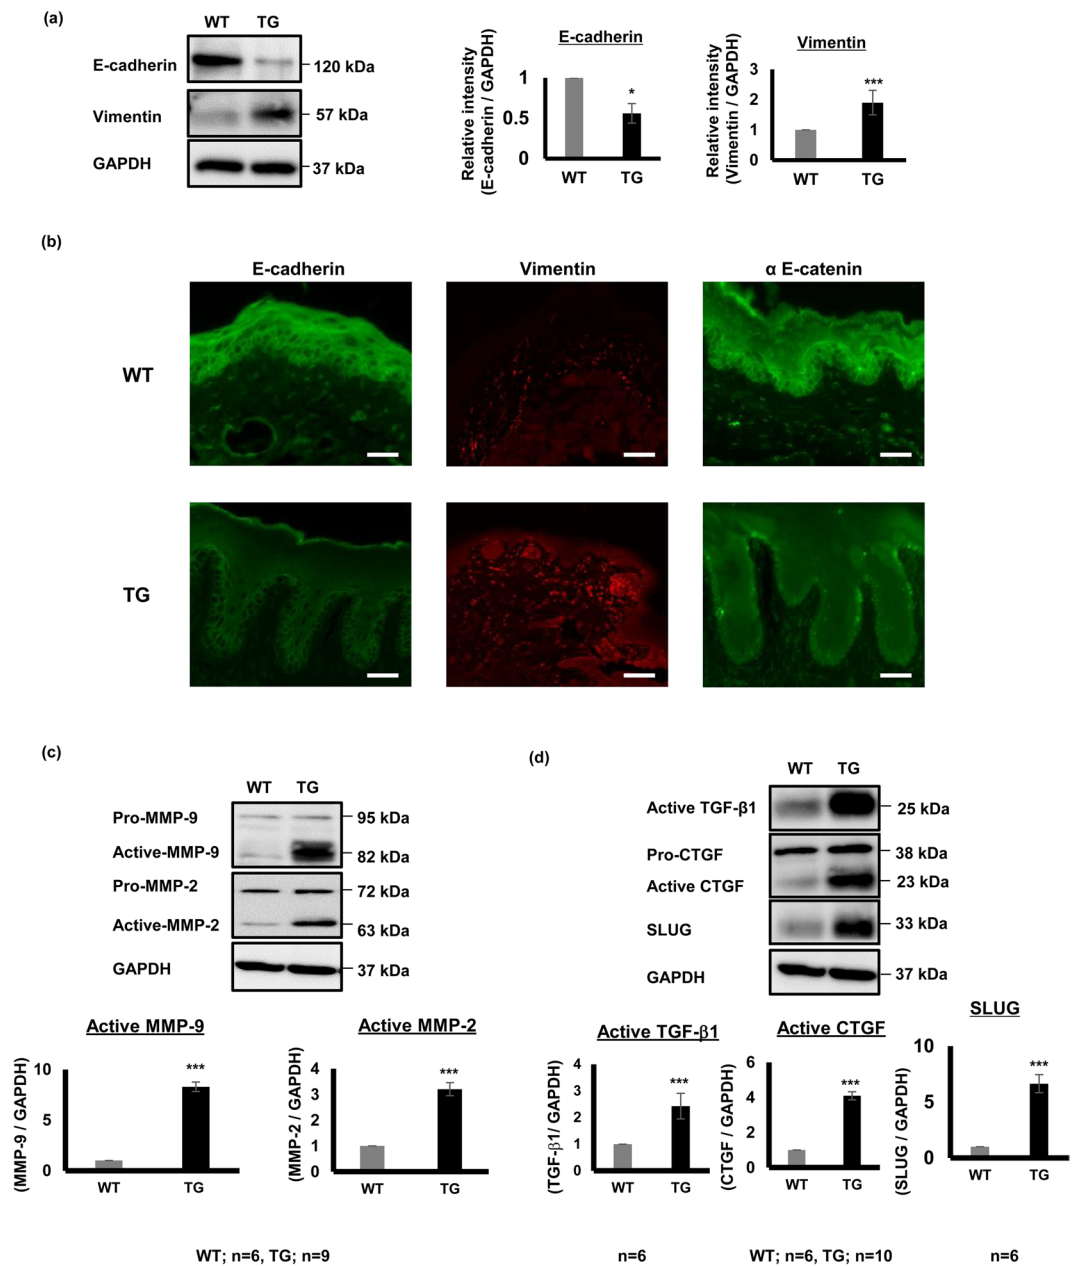 (a)
WT TG
E-cadherin
120 kDa
Vimentin
57 kDa
GAPDH
37 kDa
E-cadherin
Relative intensity
(E-cadherin / GAPDH)
1
0.5
0
*
WT TG
Vimentin
Relative intensity
(Vimentin / GAPDH)
3
2
1
0
***
WT TG
(b)
E-cadherin Vimentin α E-catenin
WT
TG
(c)
WT TG
Pro-MMP-9 95 kDa
Active-MMP-9 82 kDa
Pro-MMP-2 72 kDa
Active-MMP-2 63 kDa
GAPDH 37 kDa
Active MMP-9
(MMP-9 / GAPDH)
10
5
0
***
WT TG
Active MMP-2
(MMP-2 / GAPDH)
4
3
2
1
0
***
WT TG
WT; n=6, TG; n=9
(d)
WT TG
Active TGF-β1 25 kDa
Pro-CTGF 38 kDa
Active CTGF 23 kDa
SLUG 33 kDa
GAPDH 37 kDa
Active TGF-β1
(TGF-β1/ GAPDH)
4
3
2
1
0
***
WT TG
n=6
Active CTGF
(CTGF / GAPDH)
6
4
2
0
***
WT TG
WT; n=6, TG; n=10
SLUG
(SLUG / GAPDH)
10
5
0
***
WT TG
n=6